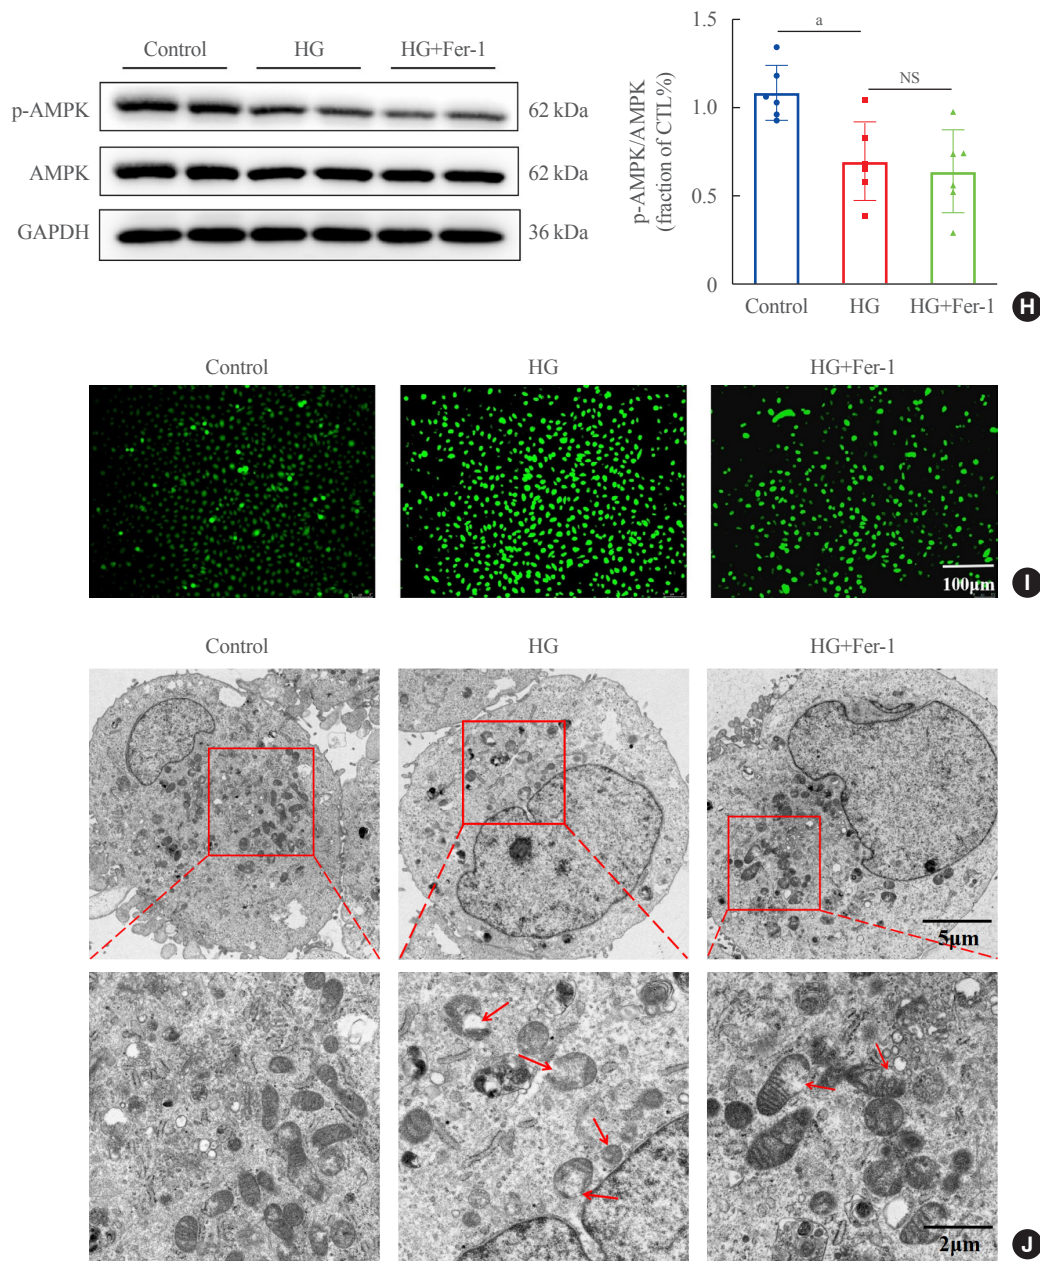 Control HG HG+Fer-1
p-AMPK 62 kDa
AMPK 62 kDa
GAPDH 36 kDa
p-AMPK/AMPK
(fraction of CTL%)
1.5
1.0
0.5
0
a
NS
Control HG HG+Fer-1
H
Control HG HG+Fer-1
100μm
I
Control HG HG+Fer-1
5μm
2μm
J